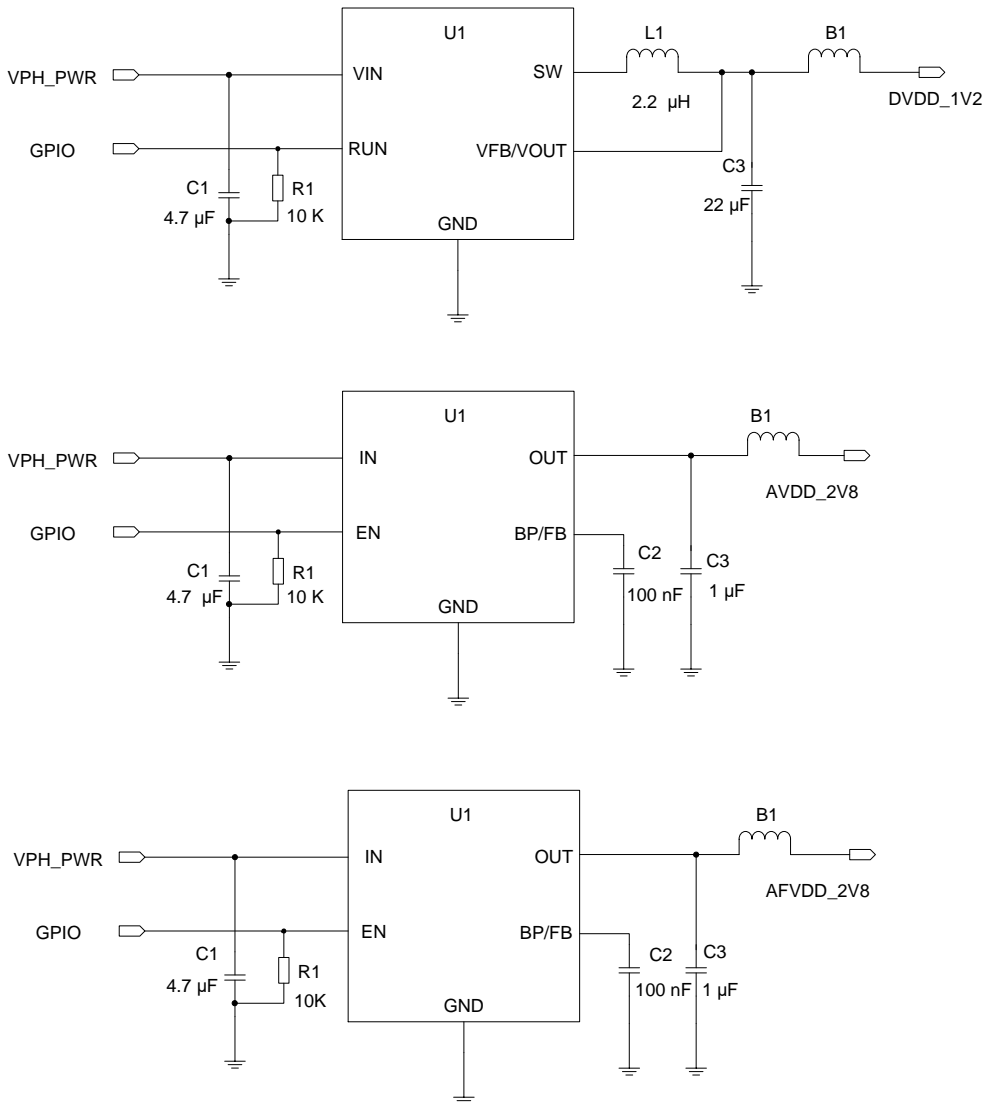 U1
L1
B1
VPH_PWR
VIN
SW
2.2 µH
DVDD_1V2
GPIO
RUN
VFB/VOUT
C3
22 µF
C1
4.7 µF
R1
10 K
GND
U1
B1
VPH_PWR
IN
OUT
AVDD_2V8
GPIO
EN
BP/FB
C2
100 nF
C3
1 µF
C1
4.7 µF
R1
10 K
GND
U1
B1
VPH_PWR
IN
OUT
AFVDD_2V8
GPIO
EN
BP/FB
C2
100 nF
C3
1 µF
C1
4.7 µF
R1
10K
GND